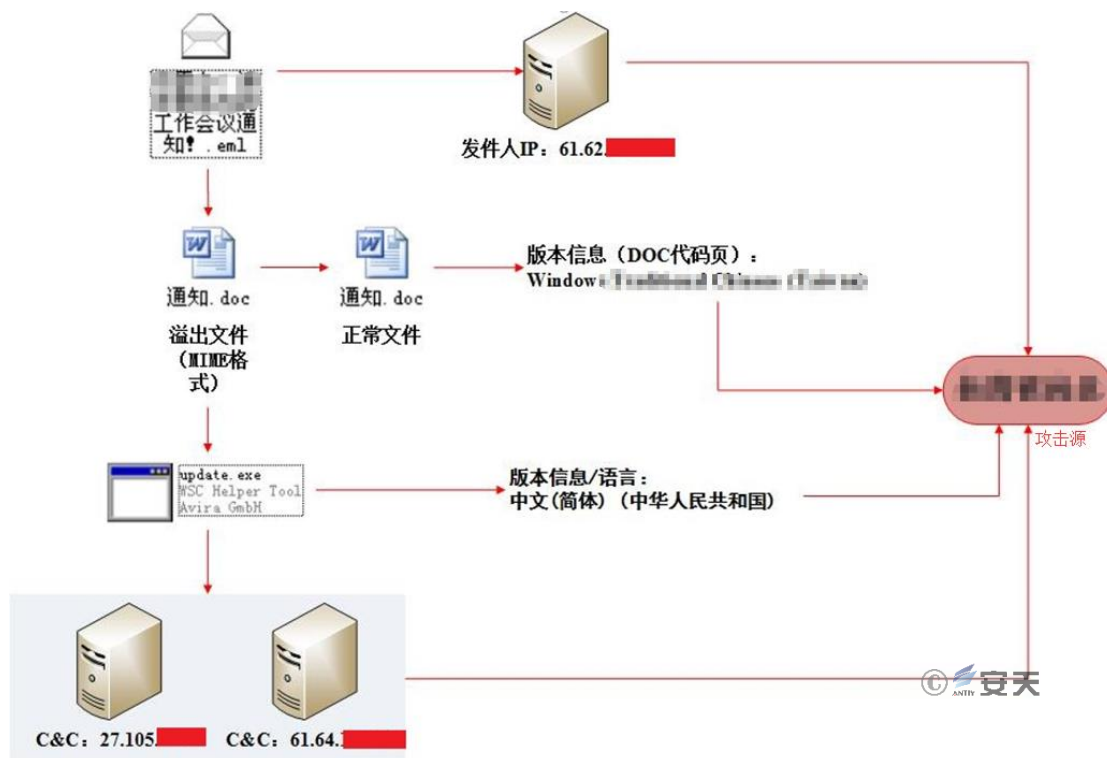 工作会议通
知!.eml
发件人IP：61.62.
通知.doc
溢出文件
（MIME格
式）
通知.doc
正常文件
版本信息（DOC代码页）：
Windows
攻击源
update.exe
WSC Helper Tool
Avira GmbH
版本信息/语言：
中文(简体)（中华人民共和国)
C&C：27.105.
C&C：61.64.
© ANTIY 安天